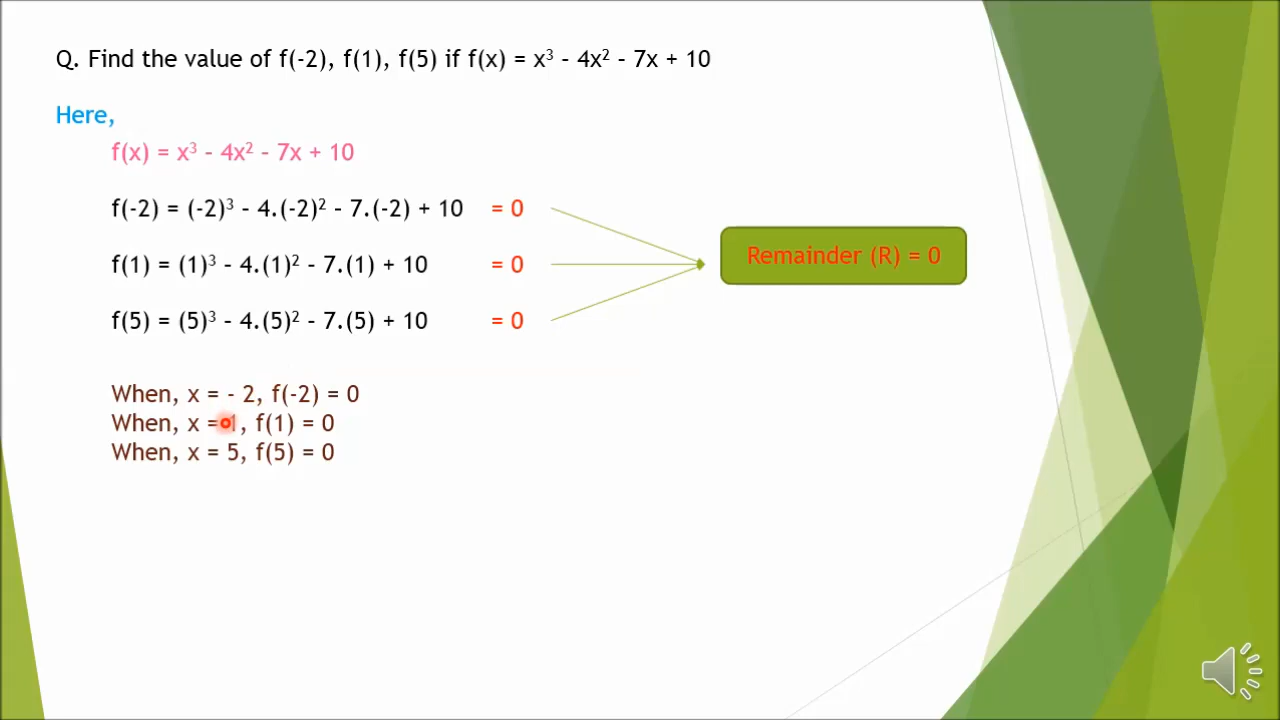 Q. Find the value of f(-2), f(1), f(5) if f(x) = x³ - 4x² - 7x + 10
Here,
f(x) = x³ - 4x² - 7x + 10
f(-2) = (-2)³ - 4.(-2)² - 7.(-2) + 10 = 0
f(1) = (1)³ - 4.(1)² - 7.(1) + 10 = 0
f(5) = (5)³ - 4.(5)² - 7.(5) + 10 = 0
Remainder (R) = 0
When, x = - 2, f(-2) = 0
When, x = 1, f(1) = 0
When, x = 5, f(5) = 0